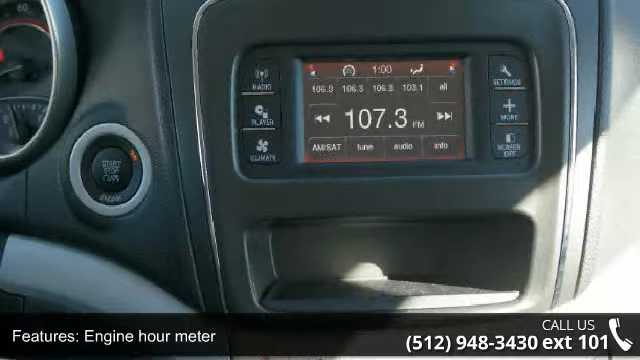 60
1:00
RADIO
106.3 106.3 106.3 103.1 all
SETTINGS
PLAYER
107.3 FM
MORE
CLIMATE
AM/SAT tune audio info
SCREEN OFF
START
STOP
ENGINE
Features: Engine hour meter
CALL US
(512) 948-3430 ext 101